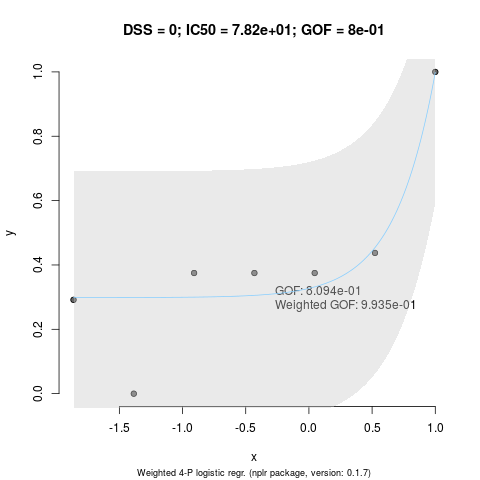 DSS = 0; IC50 = 7.82e+01; GOF = 8e-01
1.0
0.8
0.6
y
0.4
GOF: 8.094e-01
Weighted GOF: 9.935e-01
0.2
0.0
-1.5 -1.0 -0.5 0.0 0.5 1.0
x
Weighted 4-P logistic regr. (nplr package, version: 0.1.7)